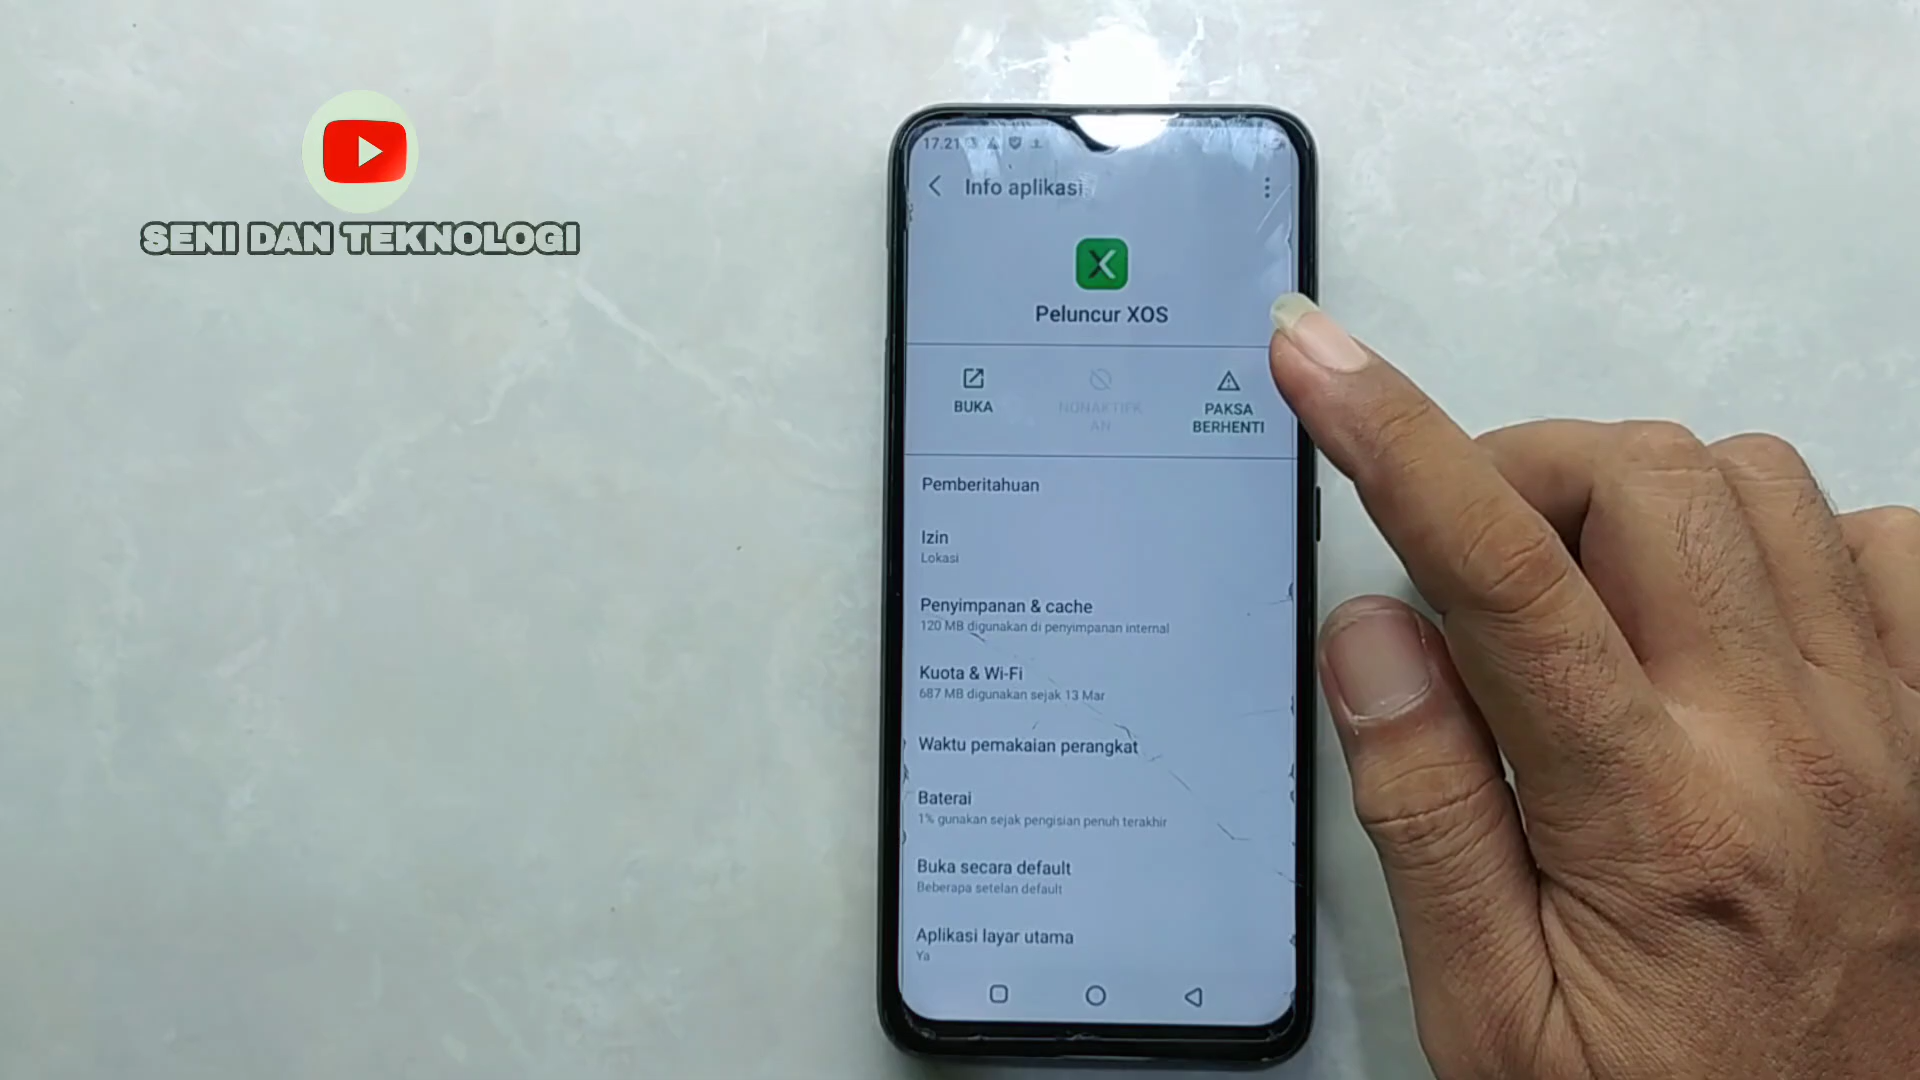 SENI DAN TEKNOLOGI
17.21
Info aplikasi
Peluncur XOS
BUKA
NONAKTIFK
AN
PAKSA
BERHENTI
Pemberitahuan
Izin
Lokasi
Penyimpanan & cache
120 MB digunakan di penyimpanan internal
Kuota & Wi-Fi
687 MB digunakan sejak 13 Mar
Waktu pemakaian perangkat
Baterai
1% gunakan sejak pengisian penuh terakhir
Buka secara default
Beberapa setelan default
Aplikasi layar utama
Ya